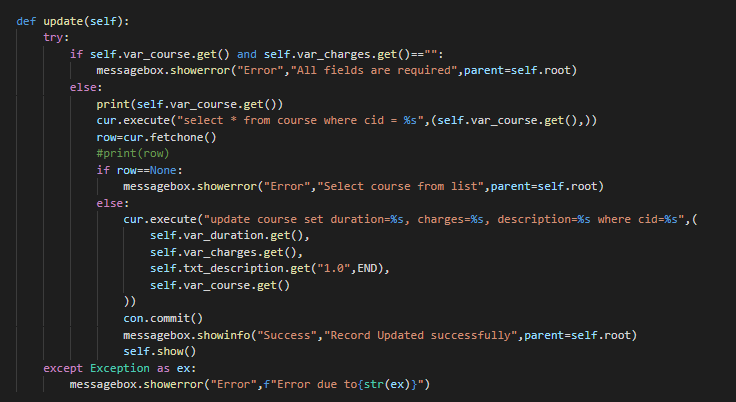 def update(self):
    try:
        if self.var_course.get() and self.var_charges.get()=="":
            messagebox.showerror("Error","All fields are required",parent=self.root)
        else:
            print(self.var_course.get())
            cur.execute("select * from course where cid = %s",(self.var_course.get(),))
            row=cur.fetchone()
            #print(row)
            if row==None:
                messagebox.showerror("Error","Select course from list",parent=self.root)
            else:
                cur.execute("update course set duration=%s, charges=%s, description=%s where cid=%s",(
                    self.var_duration.get(),
                    self.var_charges.get(),
                    self.txt_description.get("1.0",END),
                    self.var_course.get()
                ))
                con.commit()
                messagebox.showinfo("Success","Record Updated successfully",parent=self.root)
                self.show()
    except Exception as ex:
        messagebox.showerror("Error",f"Error due to{str(ex)}")